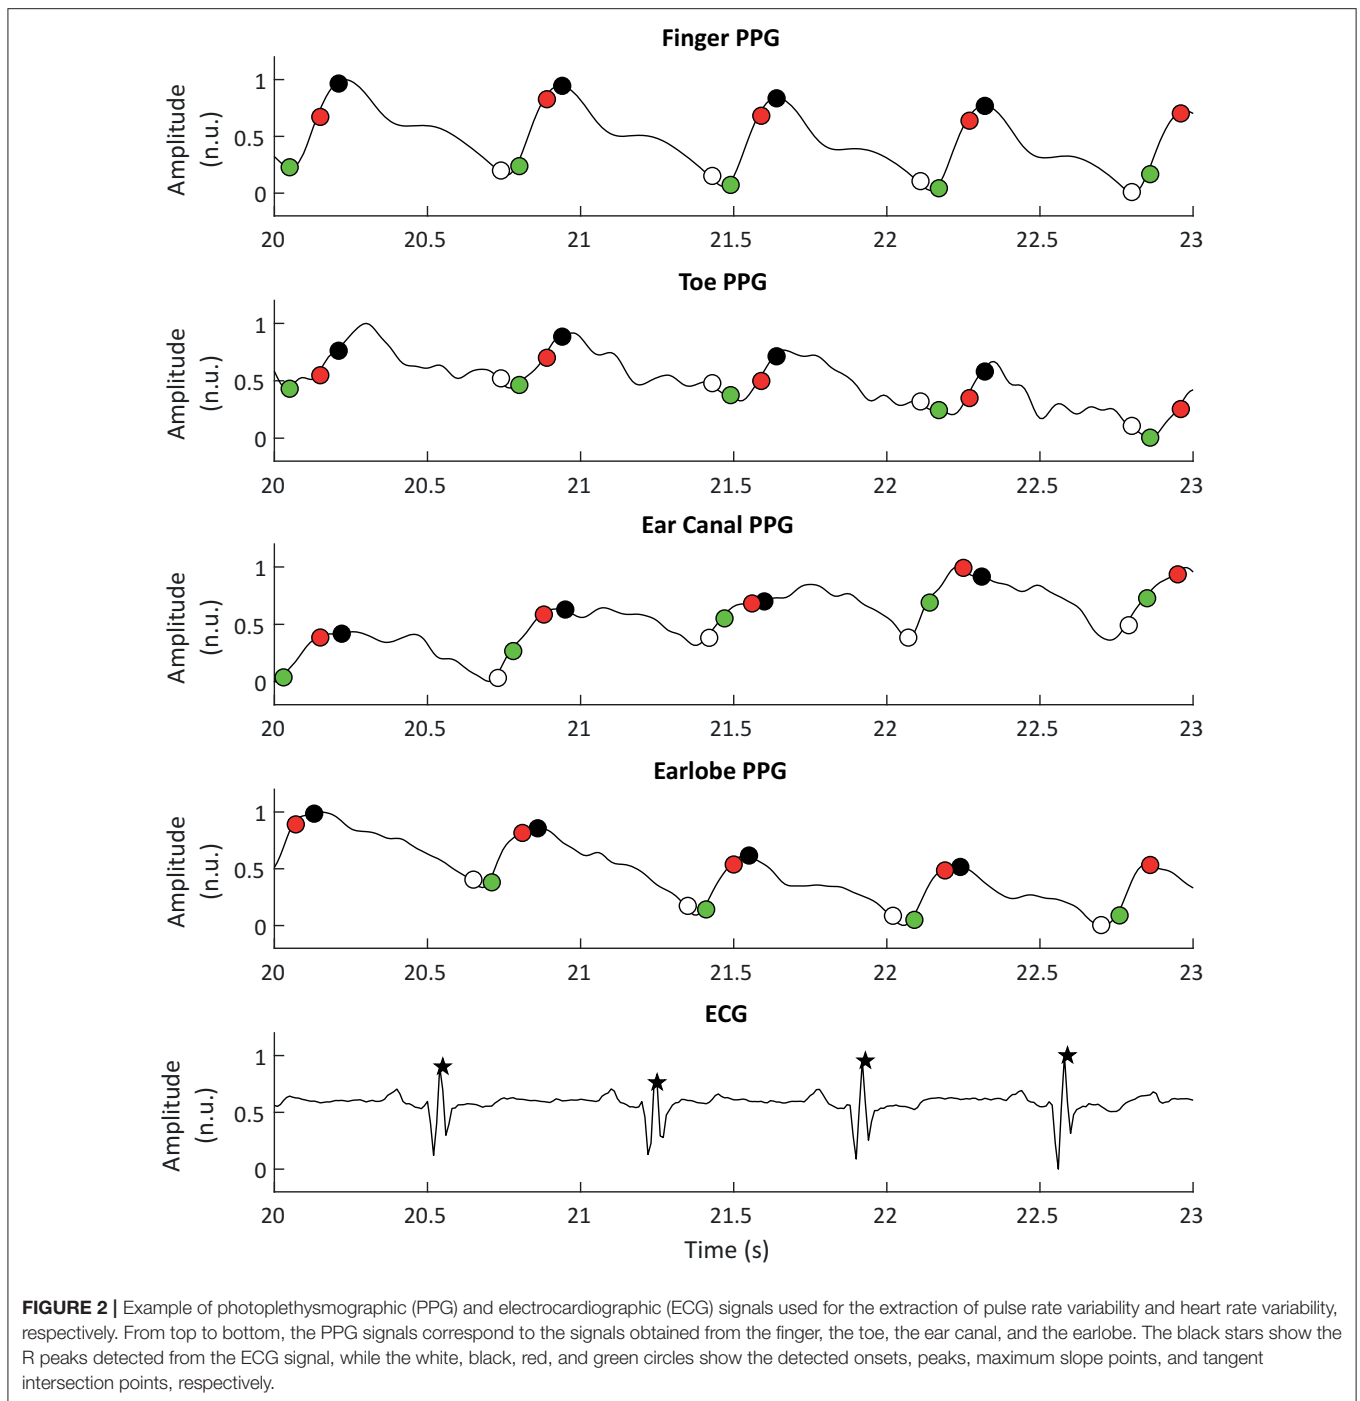 Finger PPG
Amplitude
(n.u.)
1
0.5
0
20 20.5 21 21.5 22 22.5 23
Toe PPG
Amplitude
(n.u.)
1
0.5
0
20 20.5 21 21.5 22 22.5 23
Ear Canal PPG
Amplitude
(n.u.)
1
0.5
0
20 20.5 21 21.5 22 22.5 23
Earlobe PPG
Amplitude
(n.u.)
1
0.5
0
20 20.5 21 21.5 22 22.5 23
ECG
Amplitude
(n.u.)
1
0.5
0
20 20.5 21 21.5 22 22.5 23
Time (s)
FIGURE 2 | Example of photoplethysmographic (PPG) and electrocardiographic (ECG) signals used for the extraction of pulse rate variability and heart rate variability,
respectively. From top to bottom, the PPG signals correspond to the signals obtained from the finger, the toe, the ear canal, and the earlobe. The black stars show the
R peaks detected from the ECG signal, while the white, black, red, and green circles show the detected onsets, peaks, maximum slope points, and tangent
intersection points, respectively.